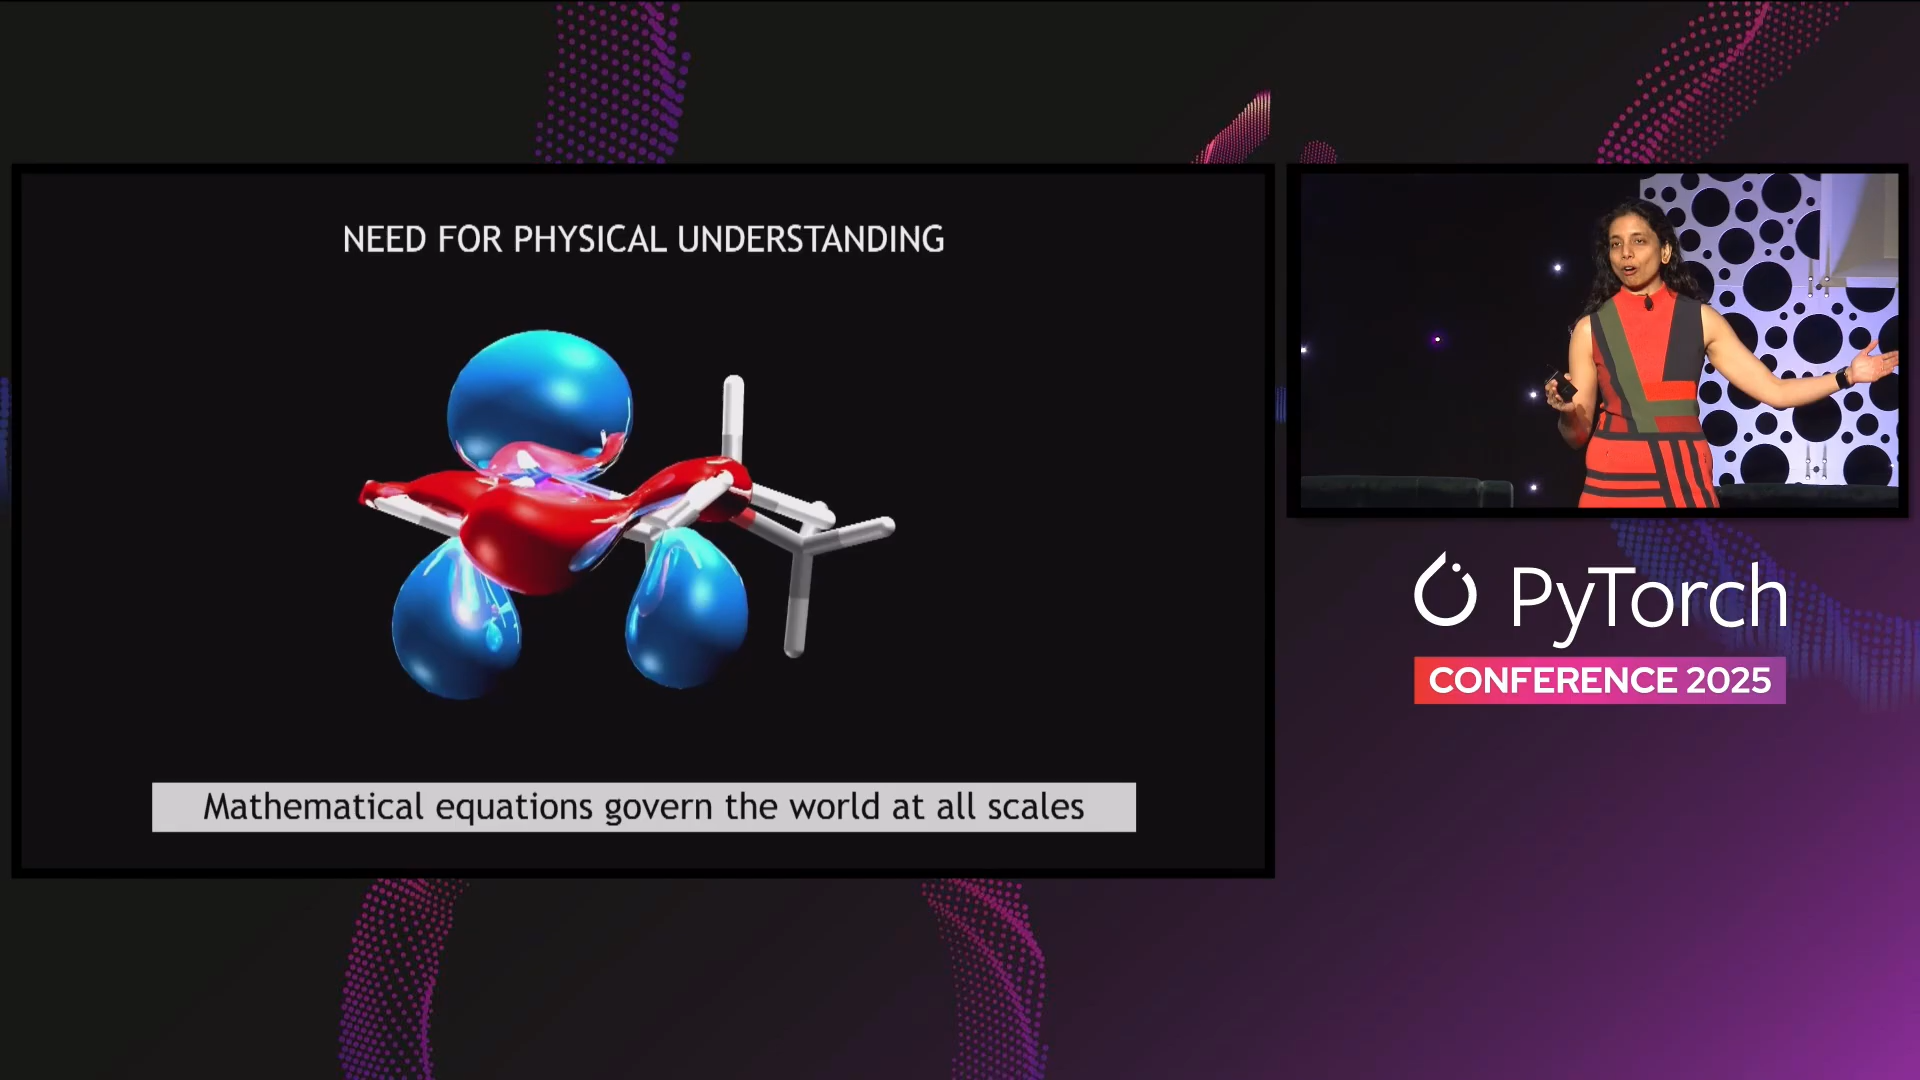 NEED FOR PHYSICAL UNDERSTANDING
Mathematical equations govern the world at all scales
PyTorch
CONFERENCE 2025